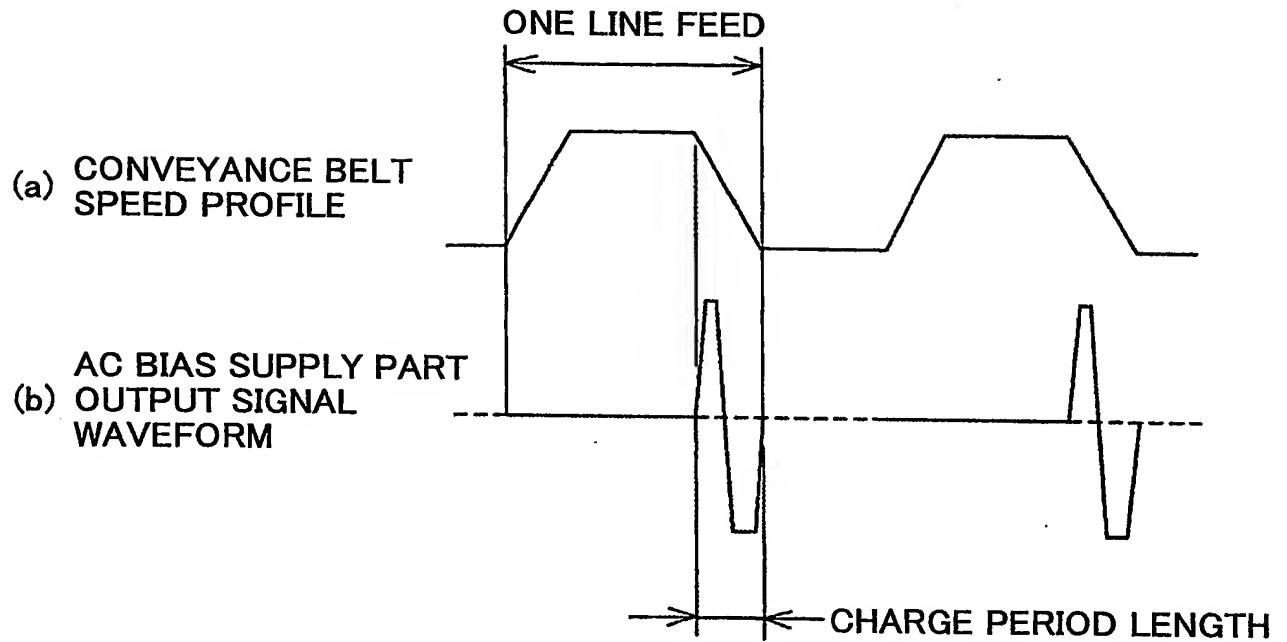 ONE LINE FEED
(a) CONVEYANCE BELT
SPEED PROFILE
AC BIAS SUPPLY PART
(b) OUTPUT SIGNAL
WAVEFORM
CHARGE PERIOD LENGTH